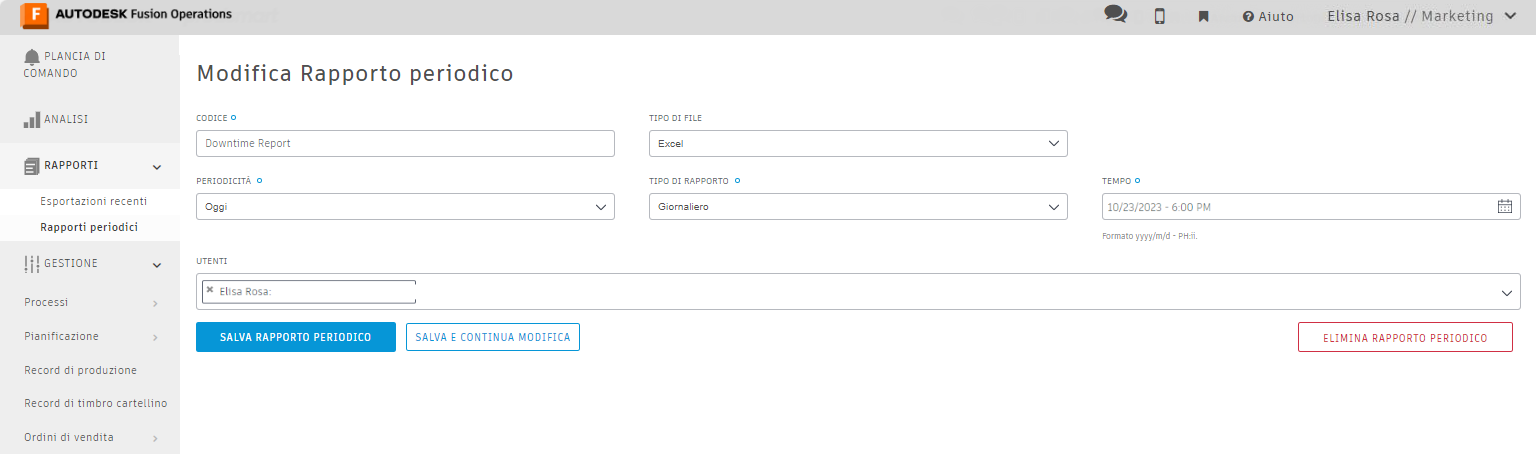 AUTODESK Fusion Operations
Aiuto
Elisa Rosa // Marketing
PLANCIA DI
COMANDO
ANALISI
RAPPORTI
Esportazioni recenti
Rapporti periodici
GESTIONE
Processi
Pianificazione
Record di produzione
Record di timbro cartellino
Ordini di vendita
Modifica Rapporto periodico
CODICE
Downtime Report
TIPO DI FILE
Excel
PERIODICITÁ
Oggi
TIPO DI RAPPORTO
Giornaliero
TEMPO
10/23/2023 - 6:00 PM
Formato yyyy/m/d - PH:ii.
UTENTI
Elisa Rosa:
SALVA RAPPORTO PERIODICO
SALVA E CONTINUA MODIFICA
ELIMINA RAPPORTO PERIODICO